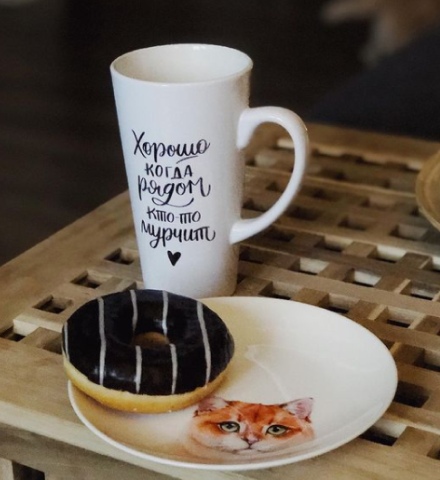 Хорошо
когда
рядом
кто-то
мурчит